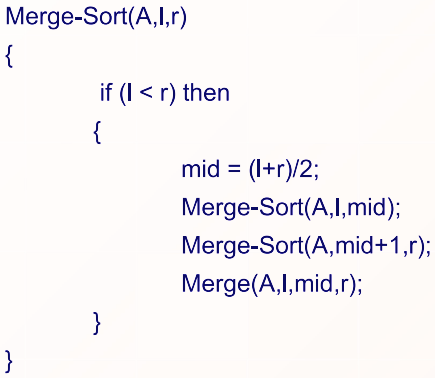 Merge-Sort(A,l,r)
{
if (l < r) then
{
mid = (l+r)/2;
Merge-Sort(A,l,mid);
Merge-Sort(A,mid+1,r);
Merge(A,l,mid,r);
}
}